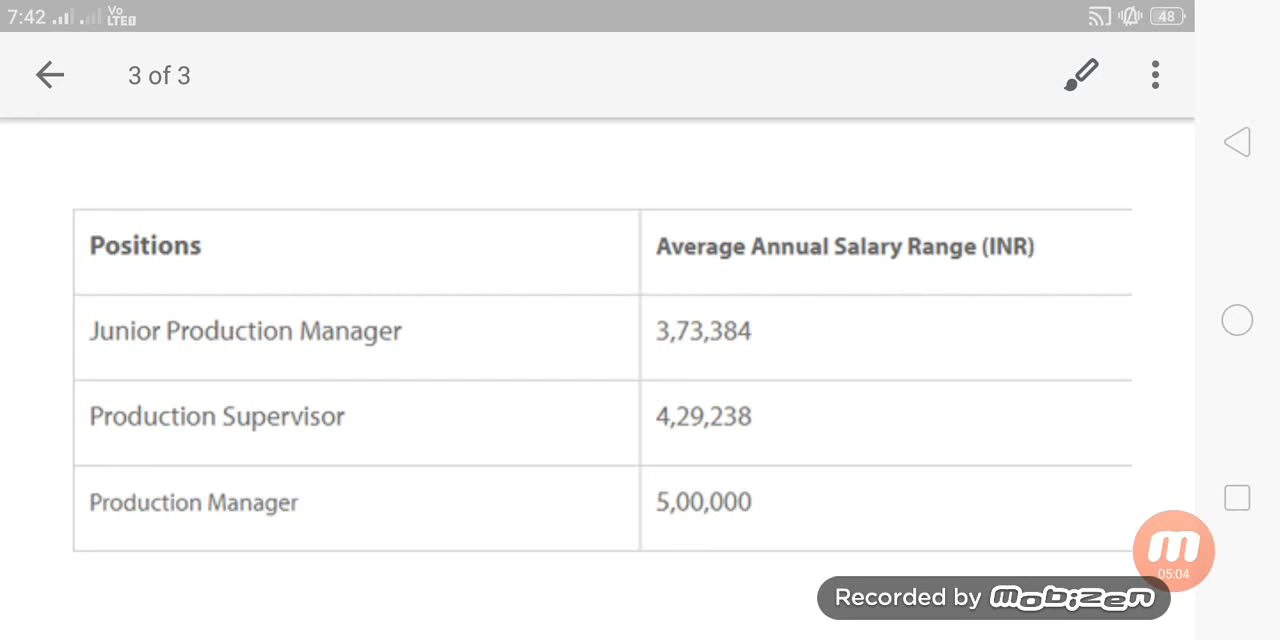 7:42 Vo LTE 48
3 of 3
Positions Average Annual Salary Range (INR)
Junior Production Manager 3,73,384
Production Supervisor 4,29,238
Production Manager 5,00,000
m
05:04
Recorded by mobizen